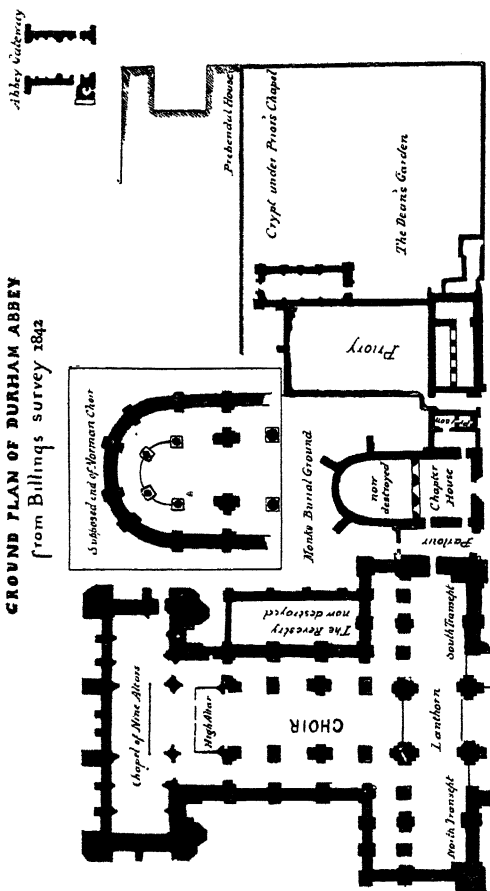 GROUND PLAN OF DURHAM ABBEY
from Billings survey 1842
Abbey Gateway
Prebendal House
Crypt under Prior's Chapel
The Dean's Garden
Priory
Supposed end of Norman Choir
Monks Burial Ground
now
destroyed
Chapter
House
Prison
Parlour
The Revestry
now destroyed
Chapel of Nine Altars
High Altar
CHOIR
South Transept
Lanthorn
North Transept